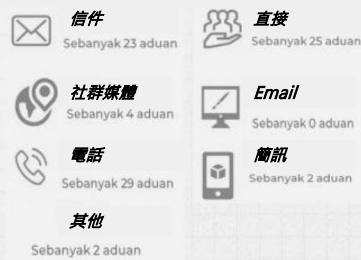 信件
Sebanyak 23 aduan
直接
Sebanyak 25 aduan
社群媒體
Sebanyak 4 aduan
Email
Sebanyak 0 aduan
電話
Sebanyak 29 aduan
簡訊
Sebanyak 2 aduan
其他
Sebanyak 2 aduan